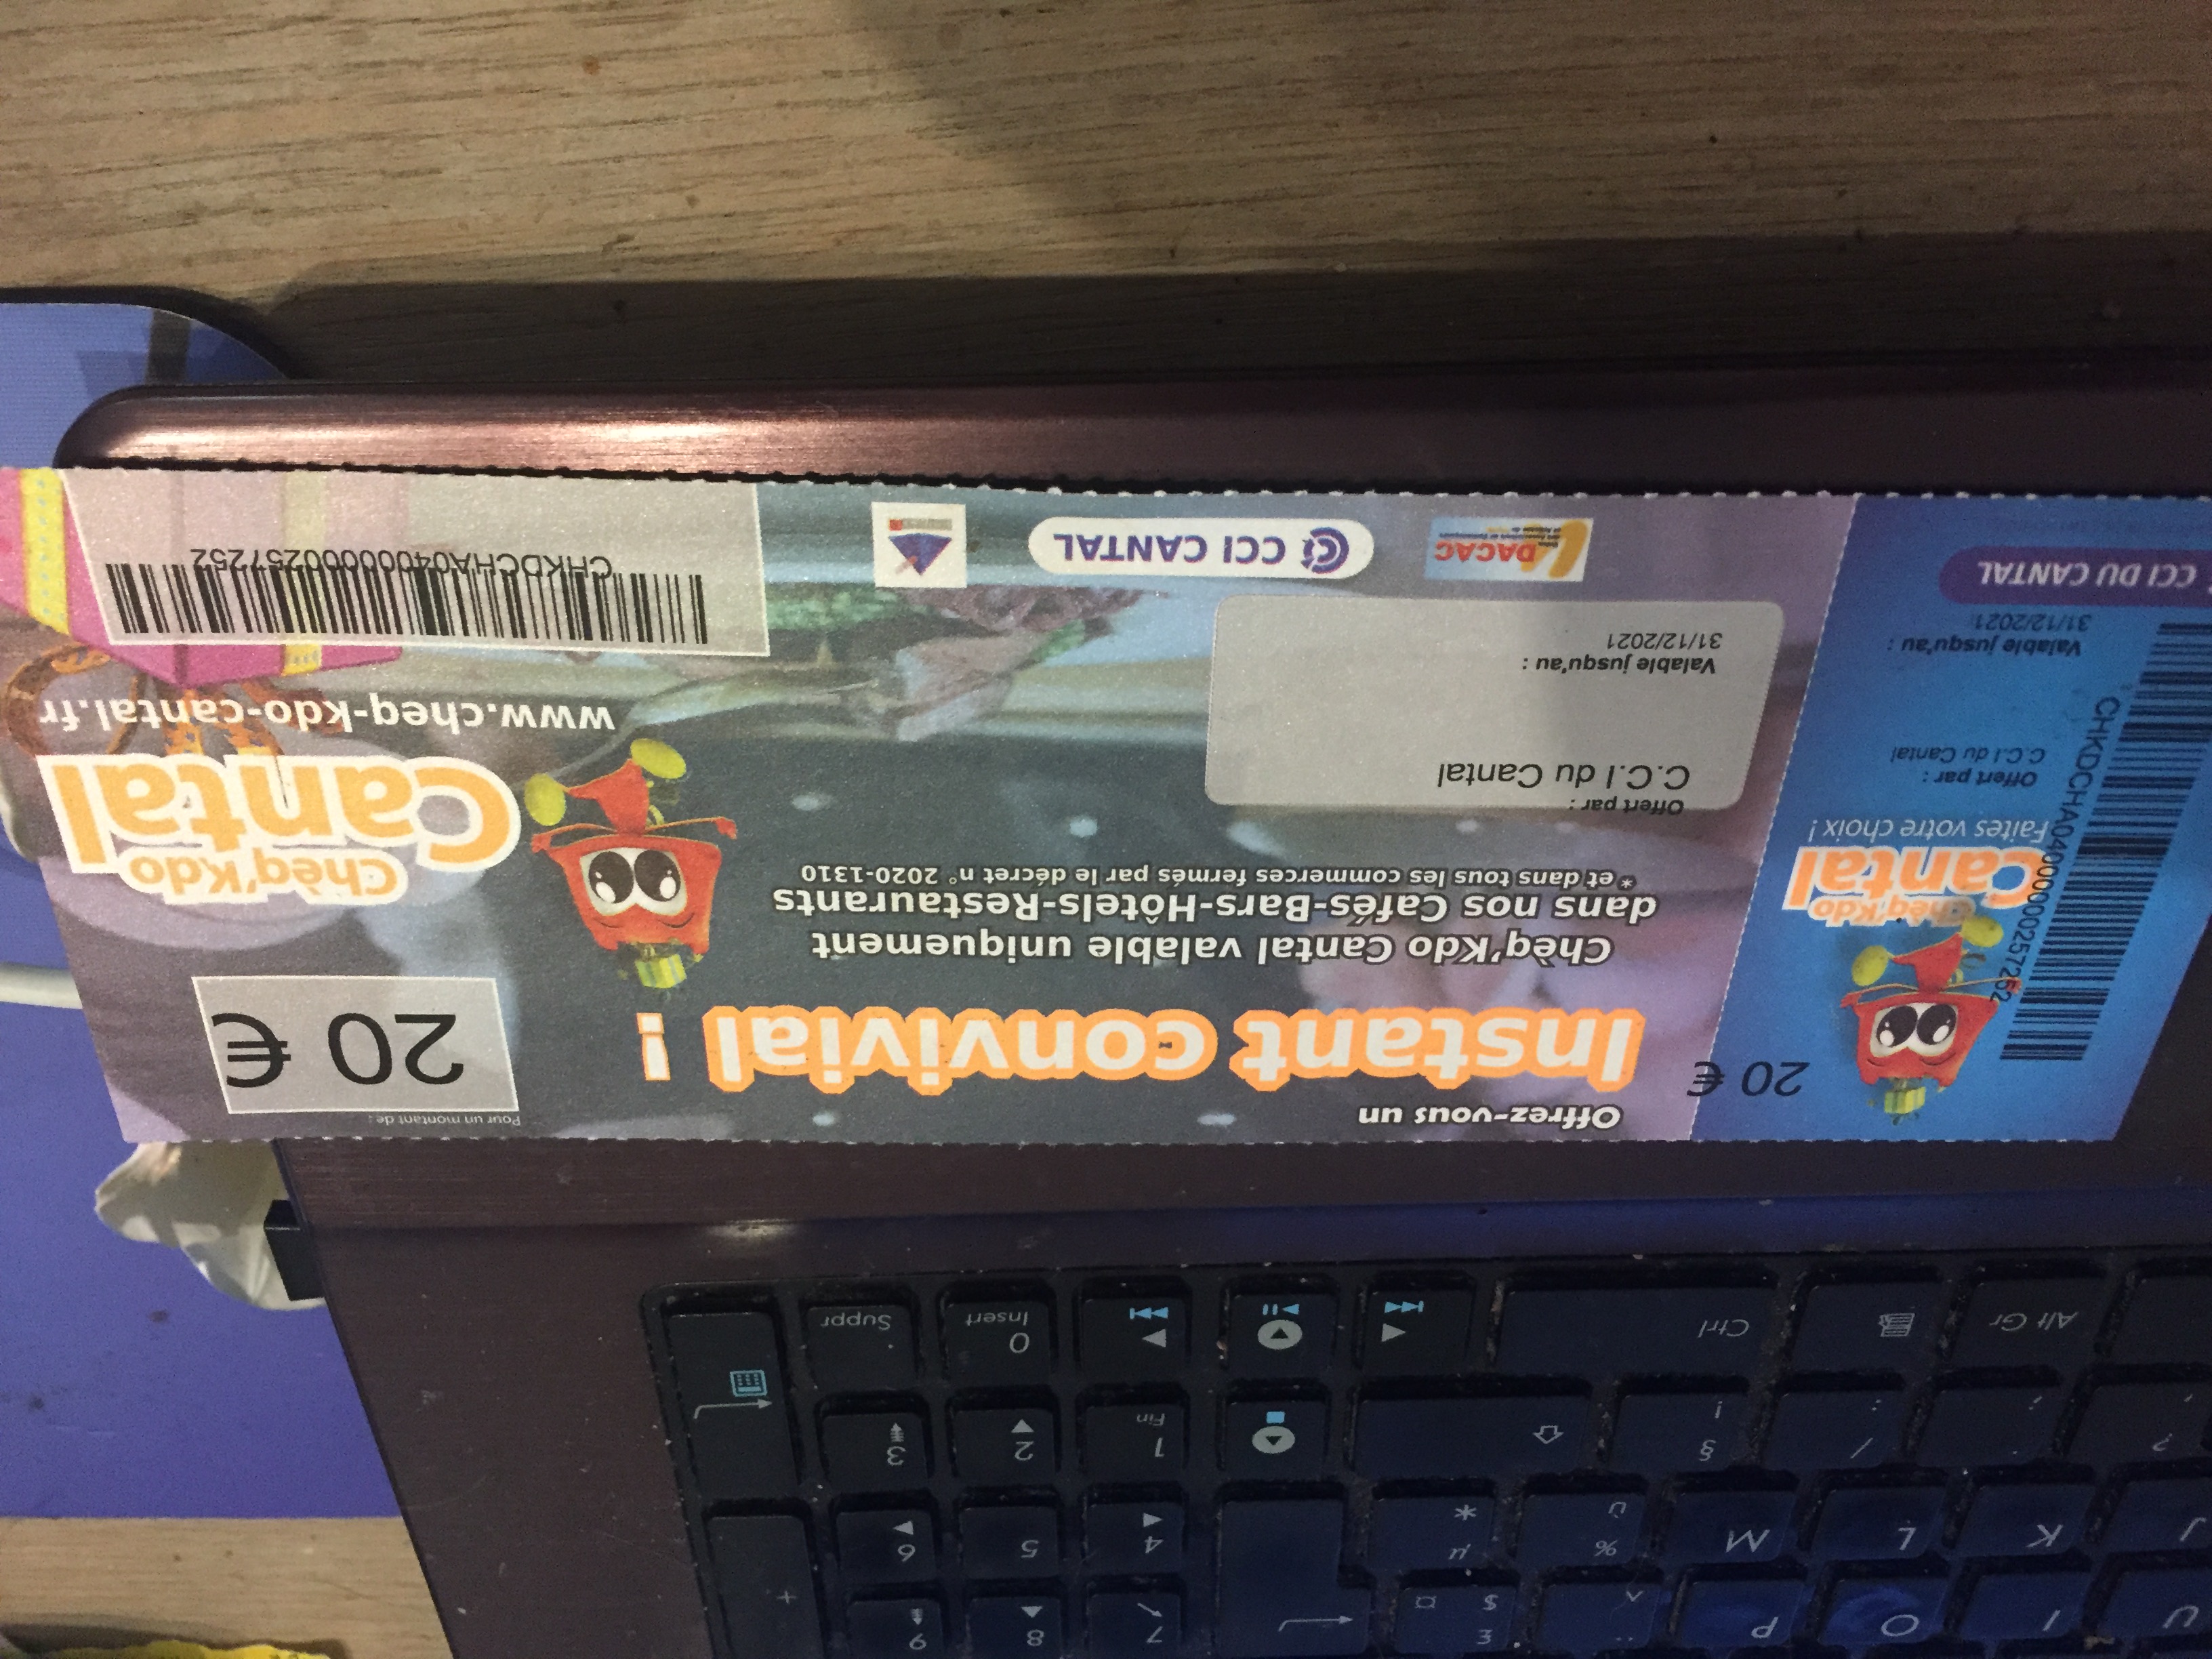 CCI DU CANTAL
Valable jusqu'au :
31/12/2021
Offert par :
C.C.I du Cantal
Faites votre choix !
Chèq'Kdo
Cantal
20 €
CHKDCHA04000000257252
Offrez-vous un
Instant convivial !
Chèq'Kdo Cantal valable uniquement
dans nos Cafés-Bars-Hôtels-Restaurants
* et dans tous les commerces fermés par le décret n° 2020-1310
Offert par :
C.C.I du Cantal
Valable jusqu'au :
31/12/2021
DACAC
CCI CANTAL
Pour un montant de :
20 €
Chèq'Kdo
Cantal
www.cheq-kdo-cantal.fr
CHKDCHA04000000257252
U I O P ¨ ^ £ $ ¤ 7 8 9
J K L M % ù µ * 4 5 6 +
? , . ; / : § ! 1 Fin 2 3
Alt Gr Ctrl 0 Insert . Suppr